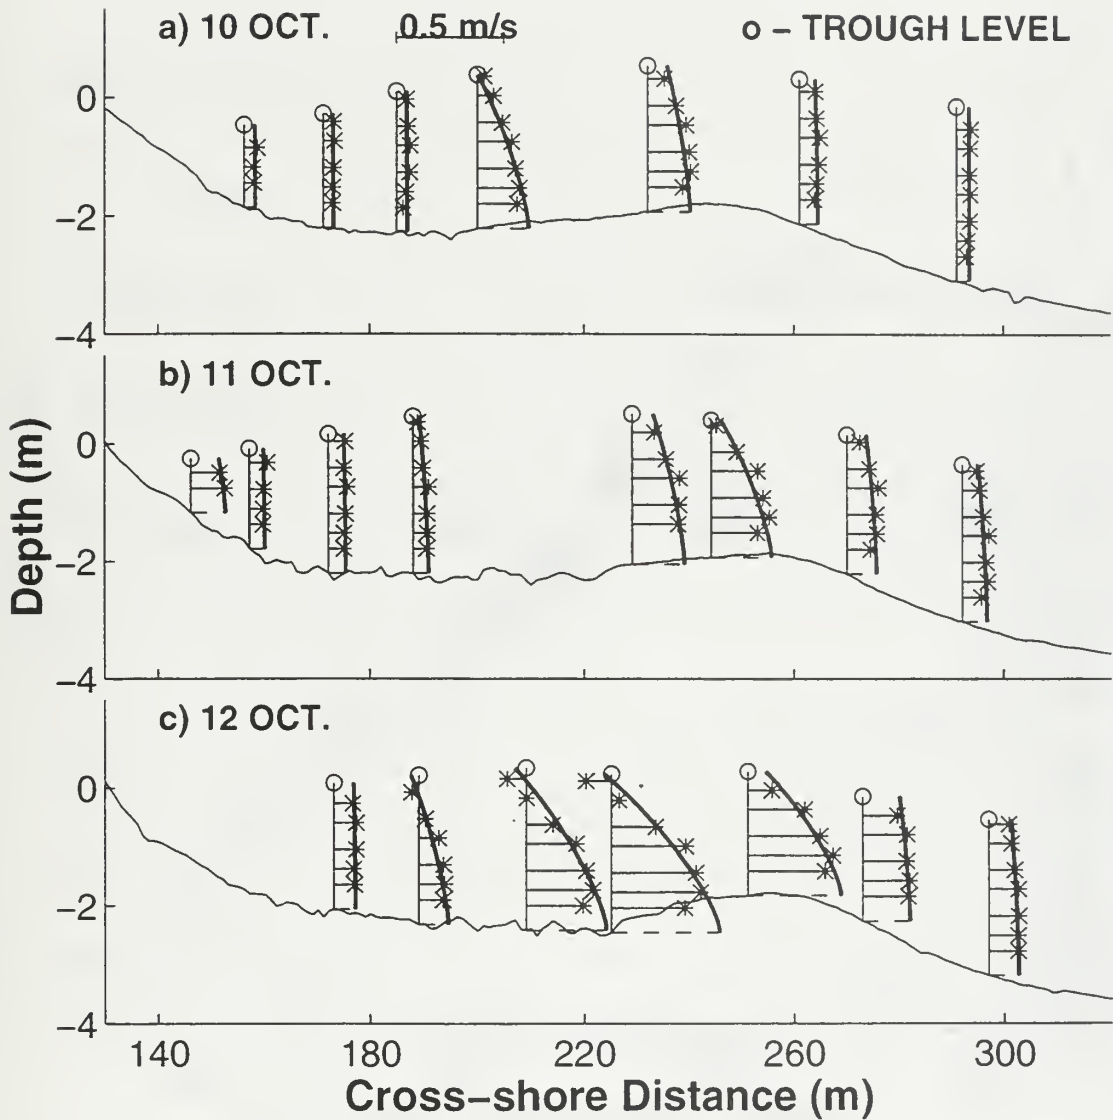 a) 10 OCT.
0.5 m/s
o – TROUGH LEVEL
0
−2
−4
b) 11 OCT.
0
−2
−4
c) 12 OCT.
0
−2
−4
Depth (m)
140 180 220 260 300
Cross−shore Distance (m)